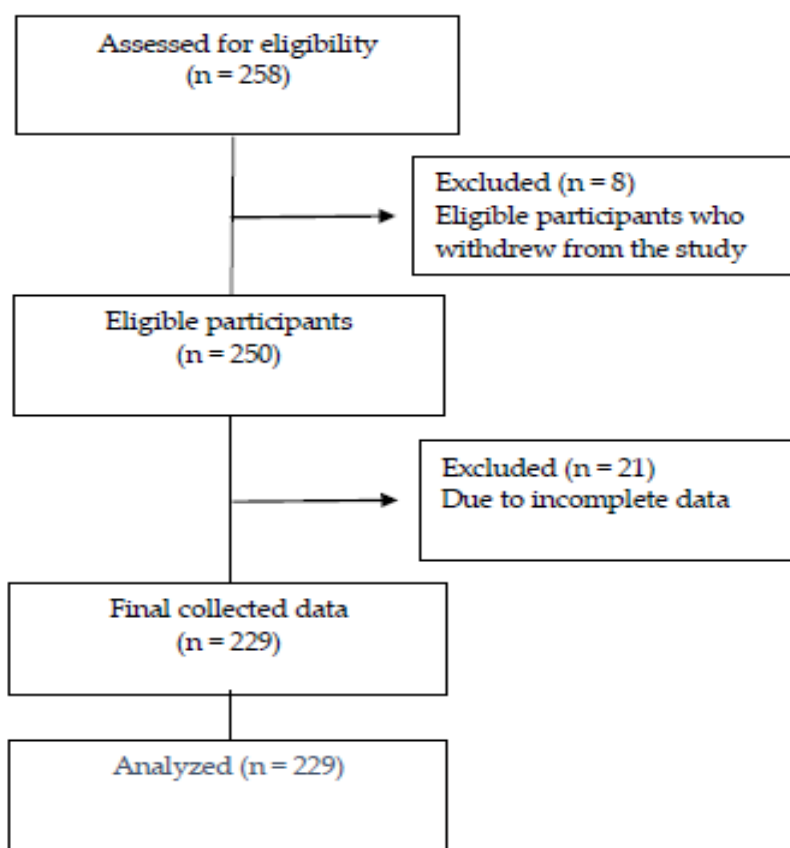 Assessed for eligibility
(n = 258)
Excluded (n = 8)
Eligible participants who
withdrew from the study
Eligible participants
(n = 250)
Excluded (n = 21)
Due to incomplete data
Final collected data
(n = 229)
Analyzed (n = 229)